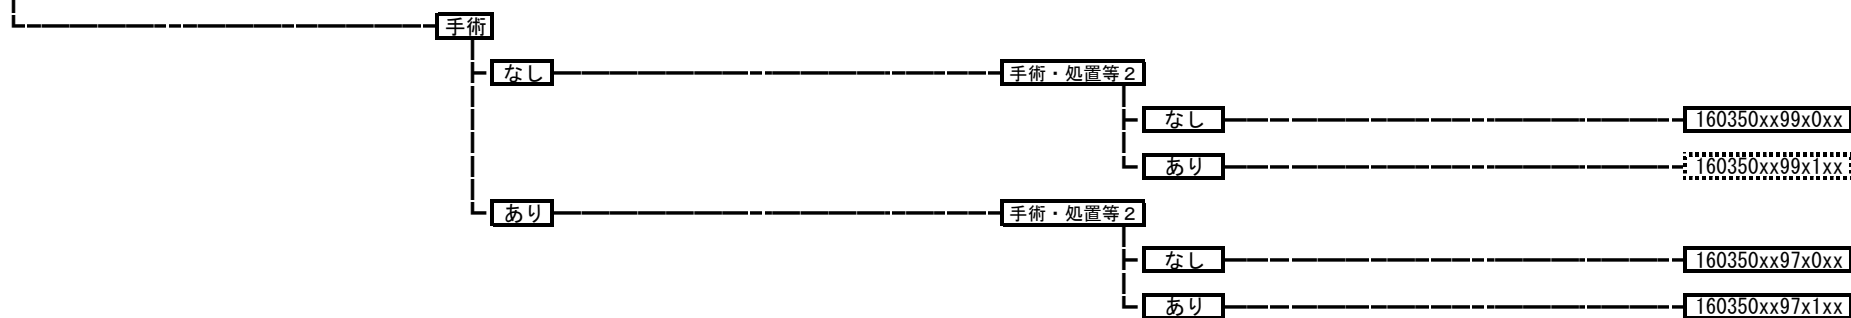 手術
なし 手術・処置等２
なし 160350xx99x0xx
あり 160350xx99x1xx
あり 手術・処置等２
なし 160350xx97x0xx
あり 160350xx97x1xx